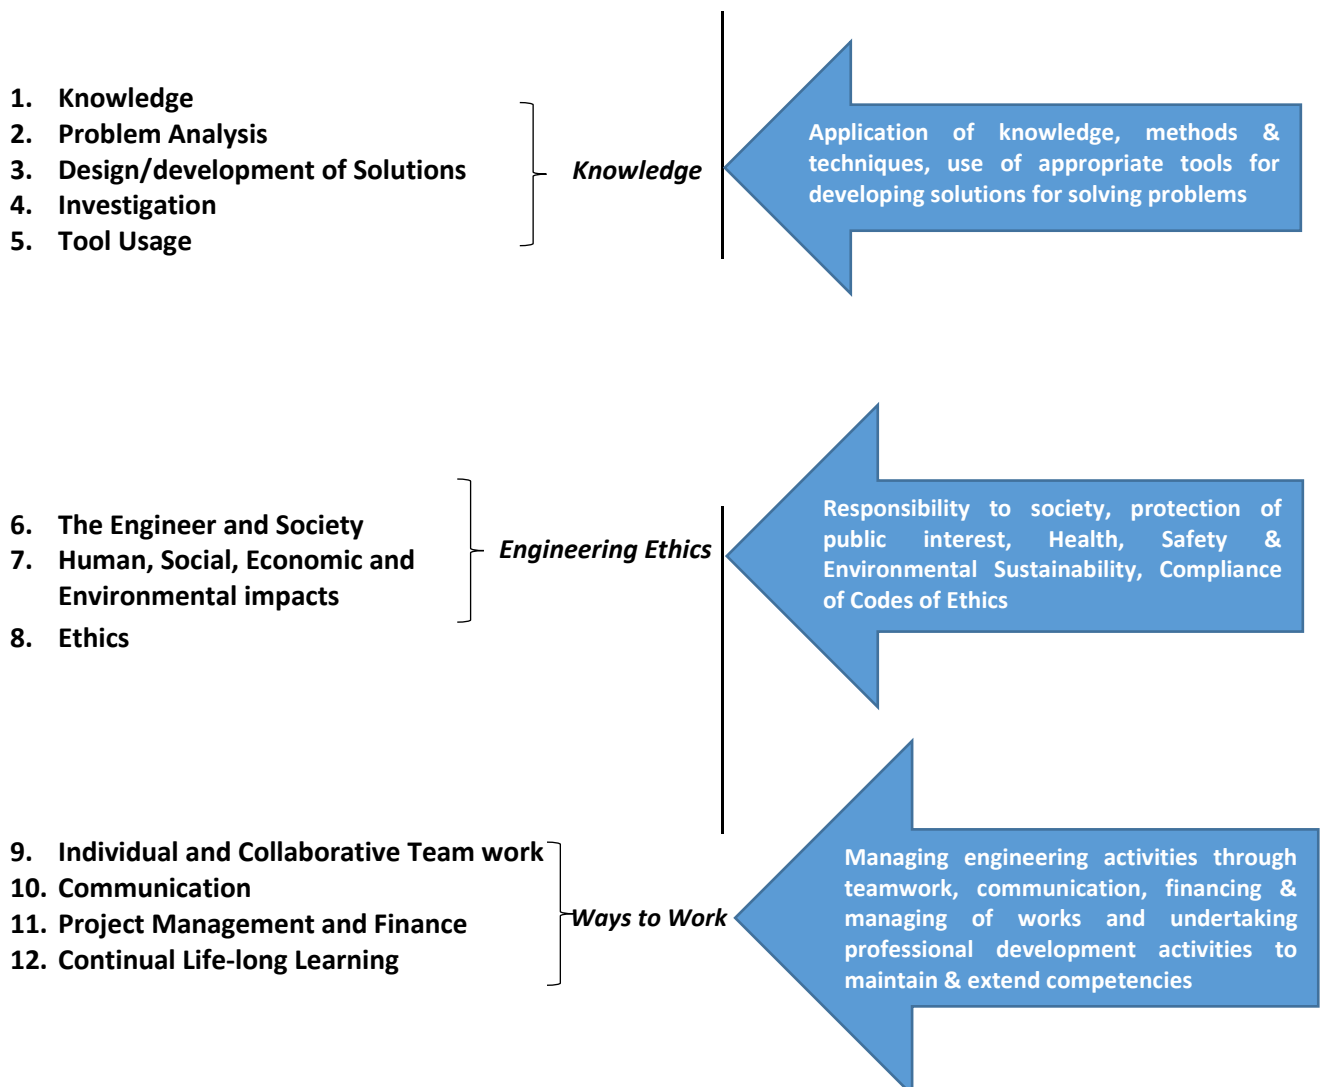 1. Knowledge
2. Problem Analysis
3. Design/development of Solutions
4. Investigation
5. Tool Usage
Knowledge
Application of knowledge, methods &
techniques, use of appropriate tools for
developing solutions for solving problems
6. The Engineer and Society
7. Human, Social, Economic and
Environmental impacts
8. Ethics
Engineering Ethics
Responsibility to society, protection of
public interest, Health, Safety &
Environmental Sustainability, Compliance
of Codes of Ethics
9. Individual and Collaborative Team work
10. Communication
11. Project Management and Finance
12. Continual Life-long Learning
Ways to Work
Managing engineering activities through
teamwork, communication, financing &
managing of works and undertaking
professional development activities to
maintain & extend competencies